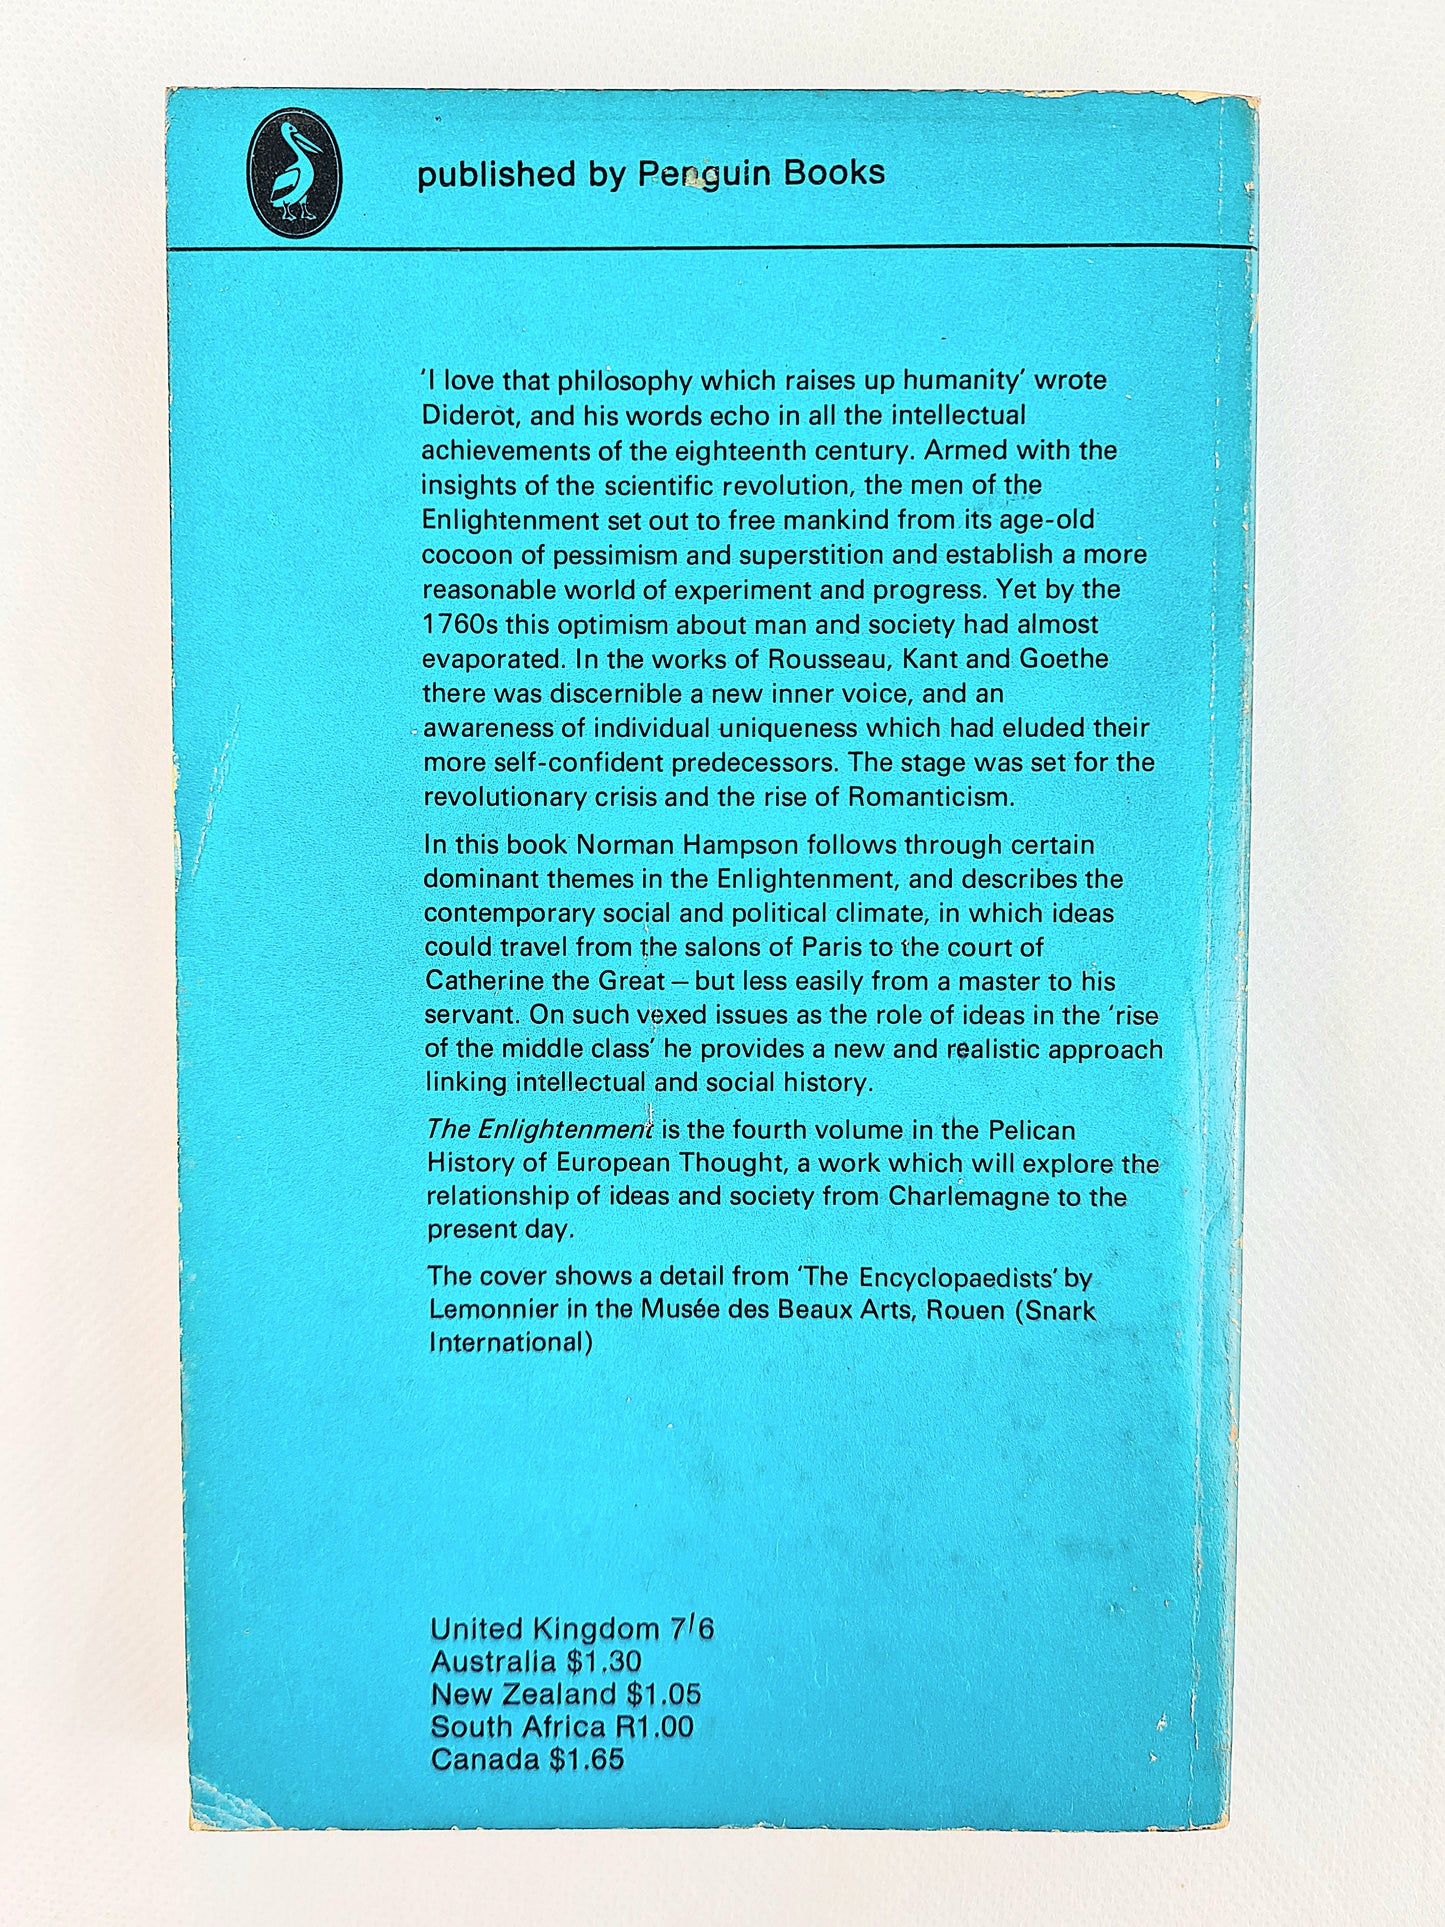 published by Penguin Books
‘I love that philosophy which raises up humanity’ wrote
Diderot, and his words echo in all the intellectual
achievements of the eighteenth century. Armed with the
insights of the scientific revolution, the men of the
Enlightenment set out to free mankind from its age-old
cocoon of pessimism and superstition and establish a more
reasonable world of experiment and progress. Yet by the
1760s this optimism about man and society had almost
evaporated. In the works of Rousseau, Kant and Goethe
there was discernible a new inner voice, and an
awareness of individual uniqueness which had eluded their
more self-confident predecessors. The stage was set for the
revolutionary crisis and the rise of Romanticism.
In this book Norman Hampson follows through certain
dominant themes in the Enlightenment, and describes the
contemporary social and political climate, in which ideas
could travel from the salons of Paris to the court of
Catherine the Great – but less easily from a master to his
servant. On such vexed issues as the role of ideas in the ‘rise
of the middle class’ he provides a new and realistic approach
linking intellectual and social history.
The Enlightenment is the fourth volume in the Pelican
History of European Thought, a work which will explore the
relationship of ideas and society from Charlemagne to the
present day.
The cover shows a detail from ‘The Encyclopaedists’ by
Lemonnier in the Musée des Beaux Arts, Rouen (Snark
International)
United Kingdom 7/6
Australia $1.30
New Zealand $1.05
South Africa R1.00
Canada $1.65